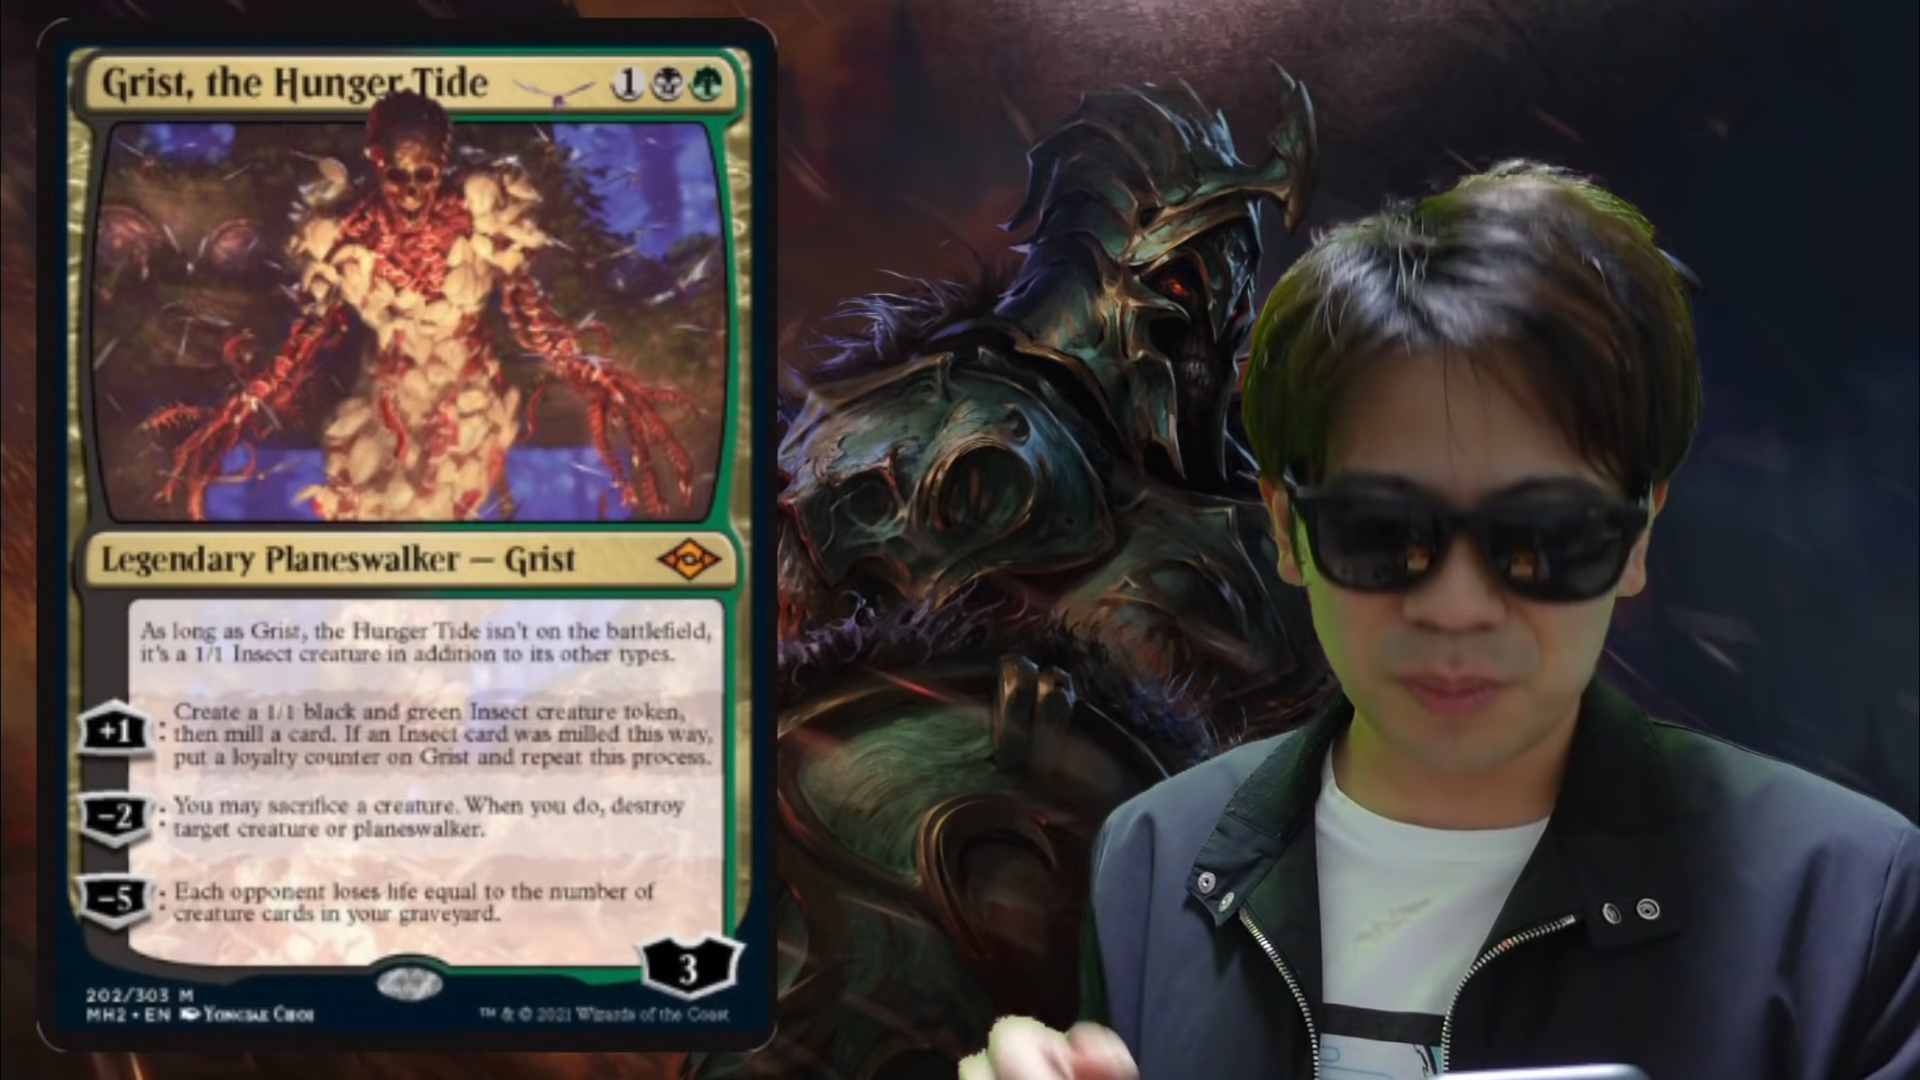 Grist, the Hunger Tide 1
Legendary Planeswalker — Grist
As long as Grist, the Hunger Tide isn't on the battlefield,
it's a 1/1 Insect creature in addition to its other types.
+1: Create a 1/1 black and green Insect creature token,
then mill a card. If an Insect card was milled this way,
put a loyalty counter on Grist and repeat this process.
−2: You may sacrifice a creature. When you do, destroy
target creature or planeswalker.
−5: Each opponent loses life equal to the number of
creature cards in your graveyard.
3
202/303 M
MH2 • EN Yongjae Choi
™ & © 2021 Wizards of the Coast